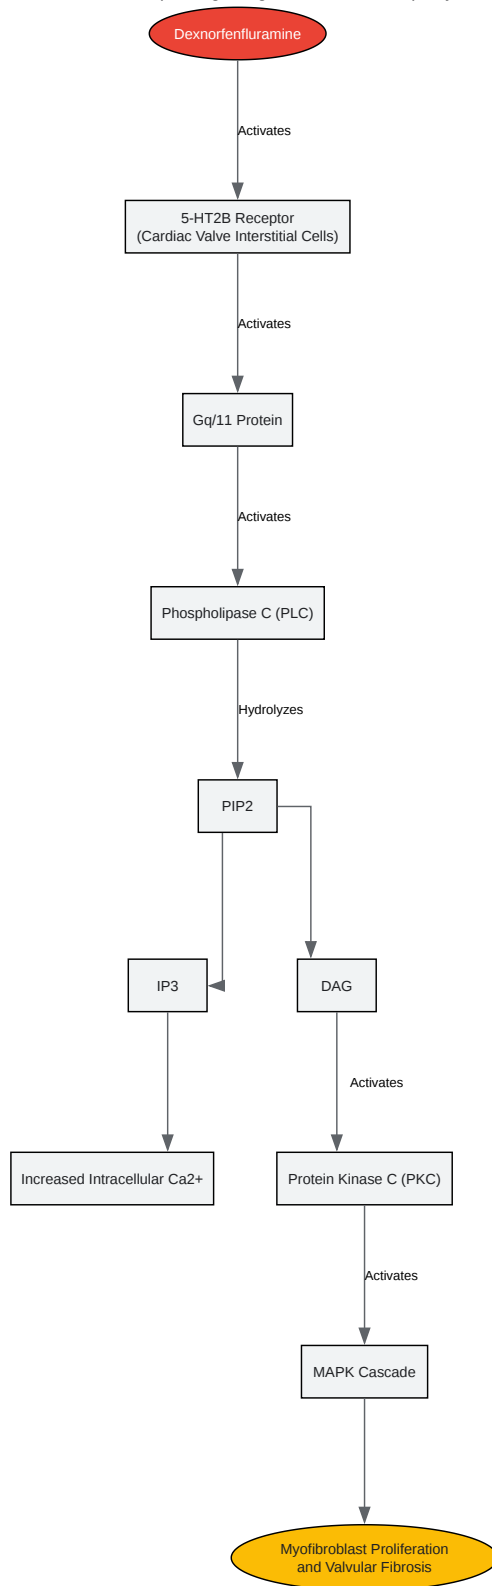 Dexnorfenfluramine
Activates
5-HT2B Receptor
(Cardiac Valve Interstitial Cells)
Activates
Gq/11 Protein
Activates
Phospholipase C (PLC)
Hydrolyzes
PIP2
IP3
DAG
Activates
Increased Intracellular Ca2+
Protein Kinase C (PKC)
Activates
MAPK Cascade
Myofibroblast Proliferation
and Valvular Fibrosis